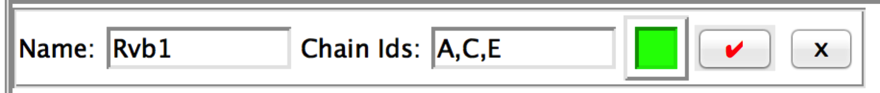 Name: Rvb1 Chain Ids: A,C,E ✔ x